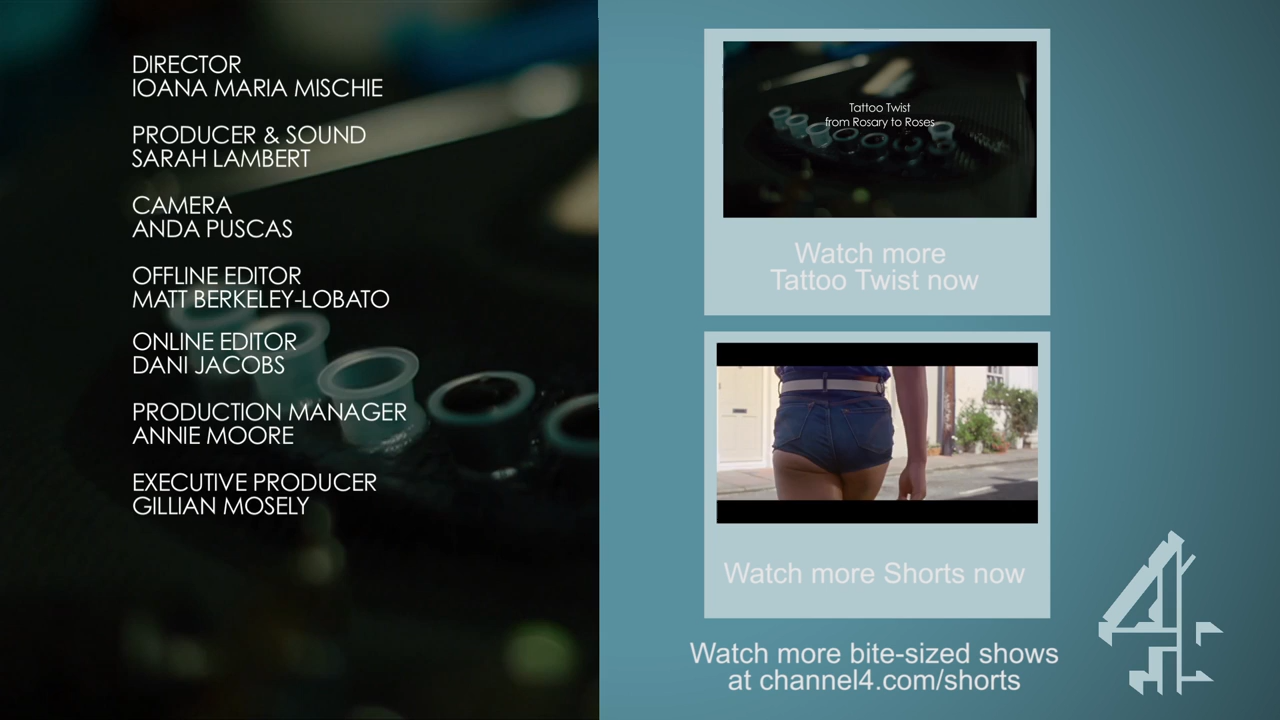 DIRECTOR
IOANA MARIA MISCHIE
PRODUCER & SOUND
SARAH LAMBERT
CAMERA
ANDA PUSCAS
OFFLINE EDITOR
MATT BERKELEY-LOBATO
ONLINE EDITOR
DANI JACOBS
PRODUCTION MANAGER
ANNIE MOORE
EXECUTIVE PRODUCER
GILLIAN MOSELY
Tattoo Twist
from Rosary to Roses
Watch more
Tattoo Twist now
Watch more Shorts now
Watch more bite-sized shows
at channel4.com/shorts
4